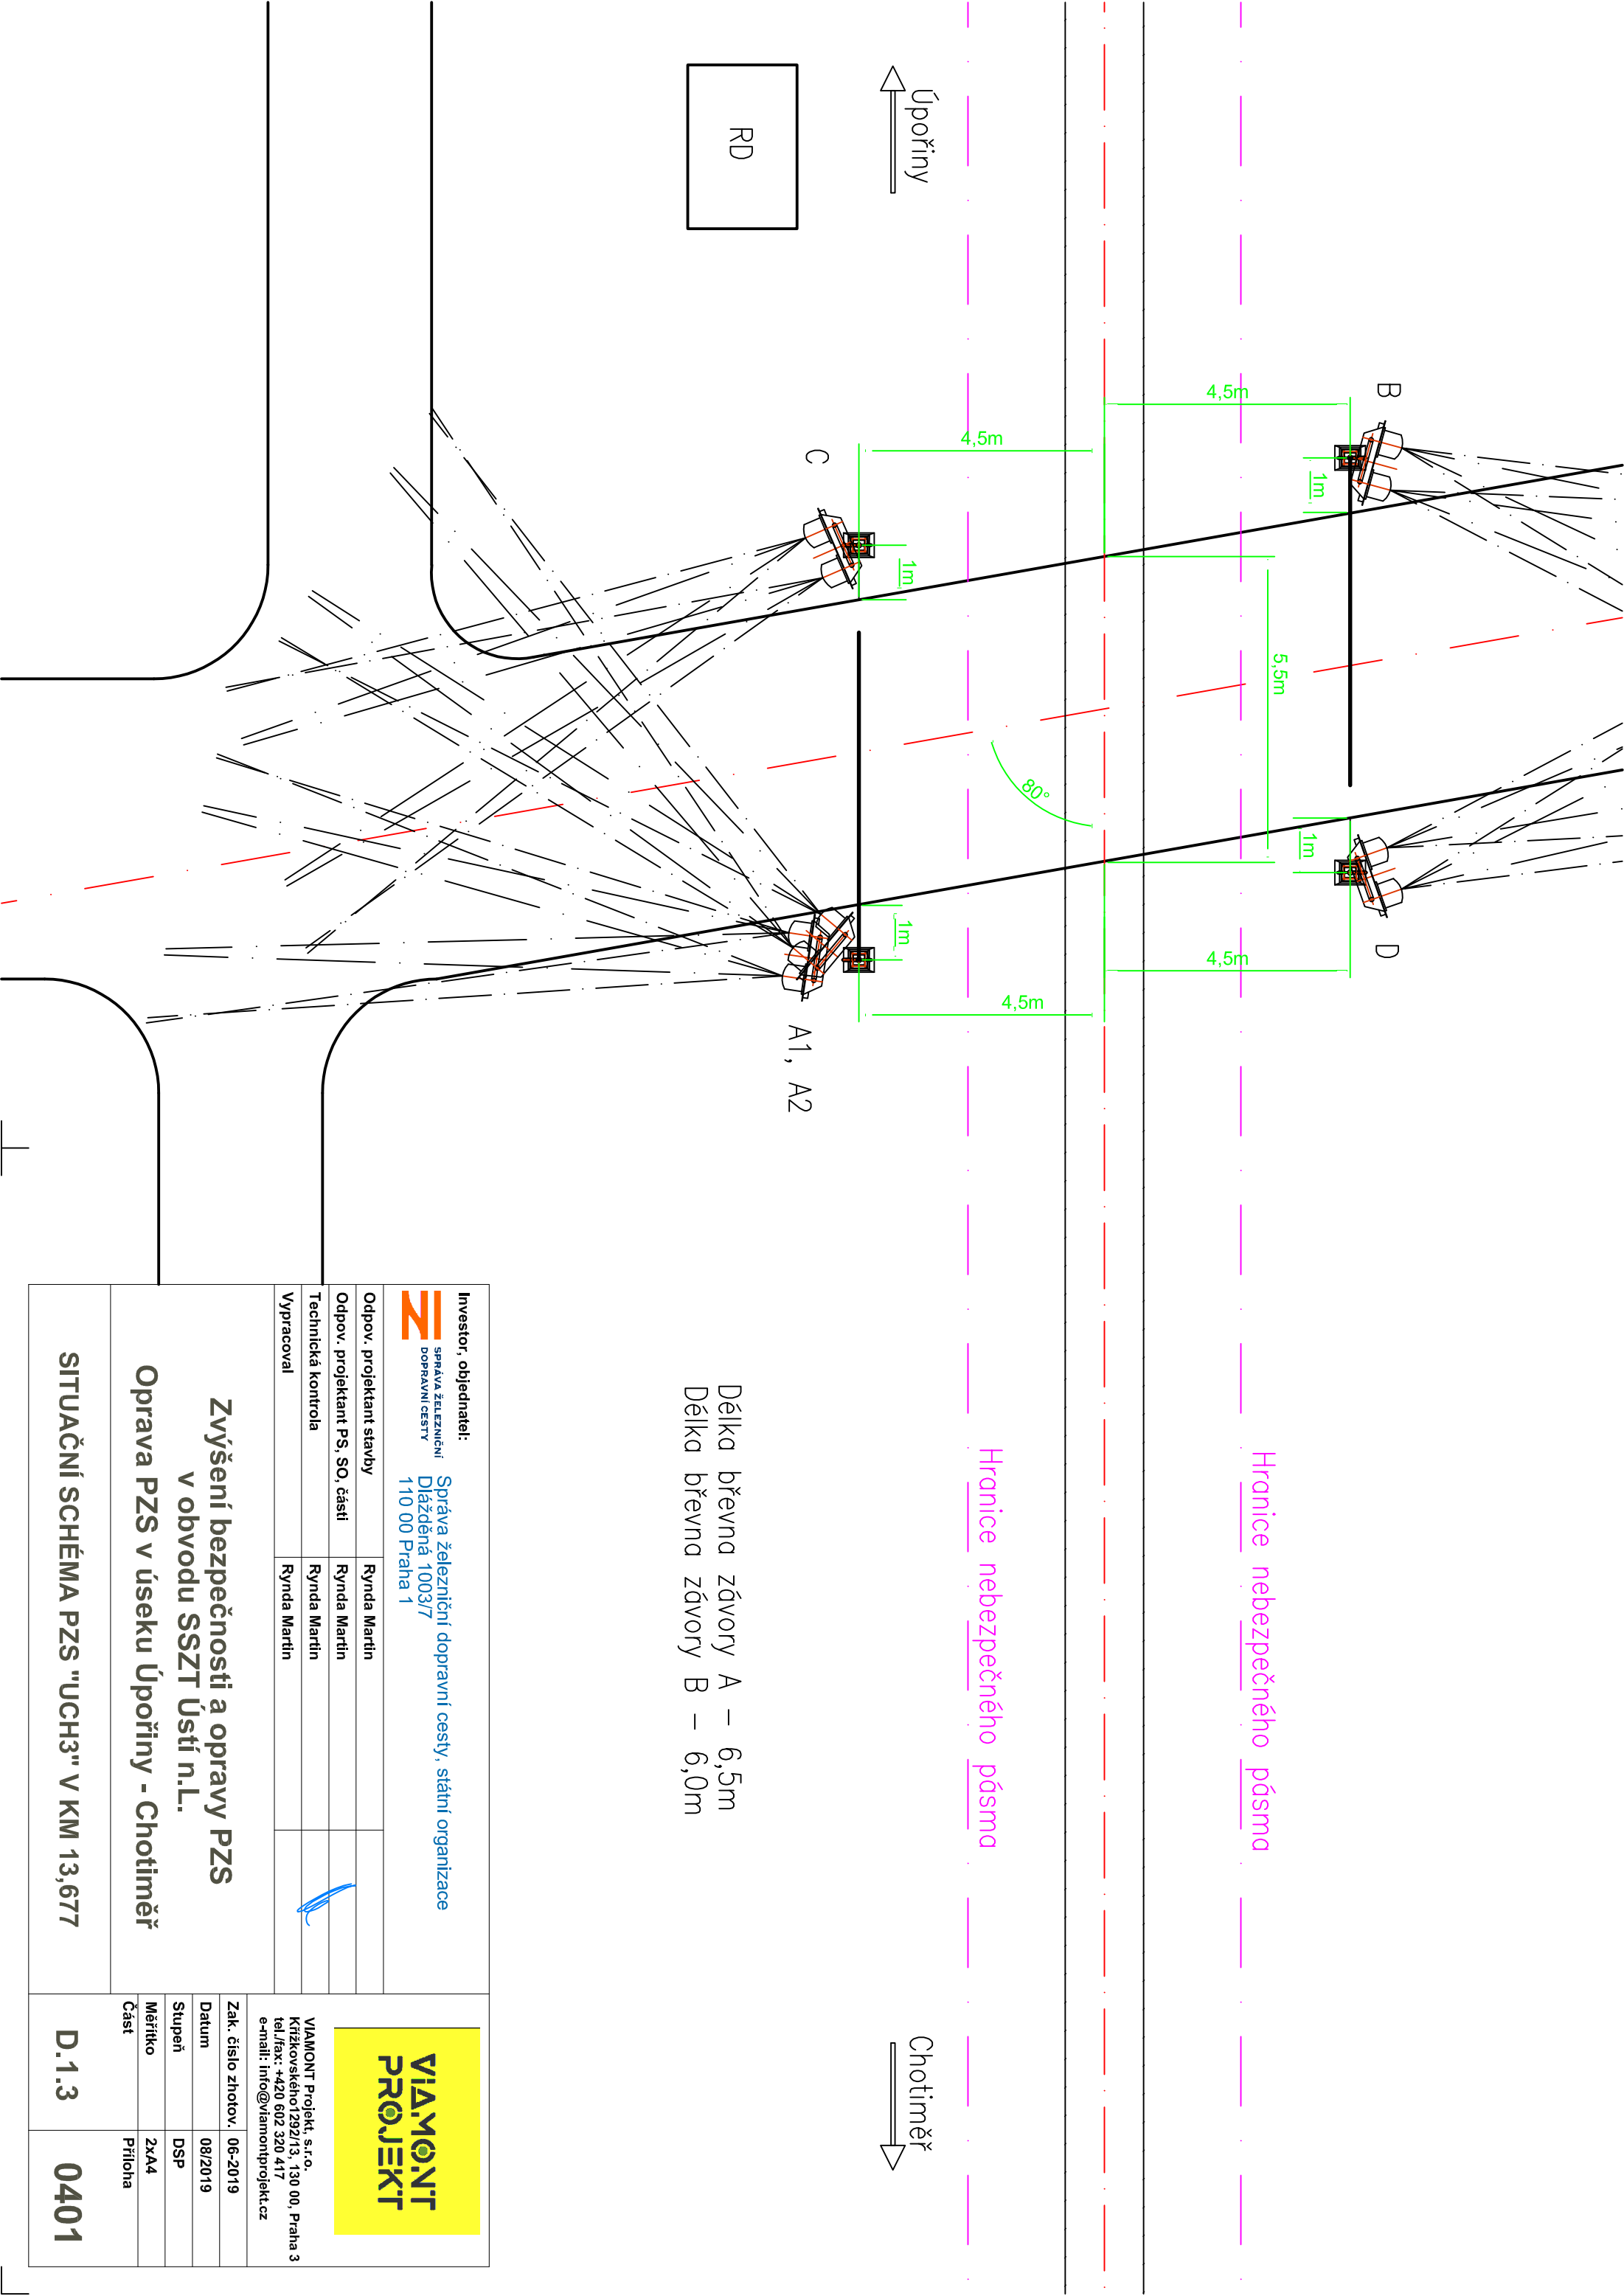 B
D
4,5m
4,5m
1m
1m
Hranice nebezpečného pásma
5,5m
80°
Hranice nebezpečného pásma
4,5m
4,5m
Úpořiny
Chotiměř
C
1m
1m
A1, A2
RD
Délka břevna závory A – 6,5m
Délka břevna závory B – 6,0m
Investor, objednatel:
SPRÁVA ŽELEZNIČNÍ
DOPRAVNÍ CESTY
Správa železniční dopravní cesty, státní organizace
Dlážděná 1003/7
110 00 Praha 1
Odpov. projektant stavby Rynda Martin
Odpov. projektant PS, SO, části Rynda Martin
Technická kontrola Rynda Martin
Vypracoval Rynda Martin
VIAMONT
PROJEKT
VIAMONT Projekt, s.r.o.
Křížkovského1292/13, 130 00, Praha 3
tel./fax: +420 602 320 417
e-mail: info@viamontprojekt.cz
Zvýšení bezpečnosti a opravy PZS
v obvodu SSZT Ústí n.L.
Oprava PZS v úseku Úpořiny - Chotiměř
Zak. číslo zhotov. 06-2019
Datum 08/2019
Stupeň DSP
Měřítko 2xA4
Část Příloha
SITUAČNÍ SCHÉMA PZS "UCH3" V KM 13,677
D.1.3 0401